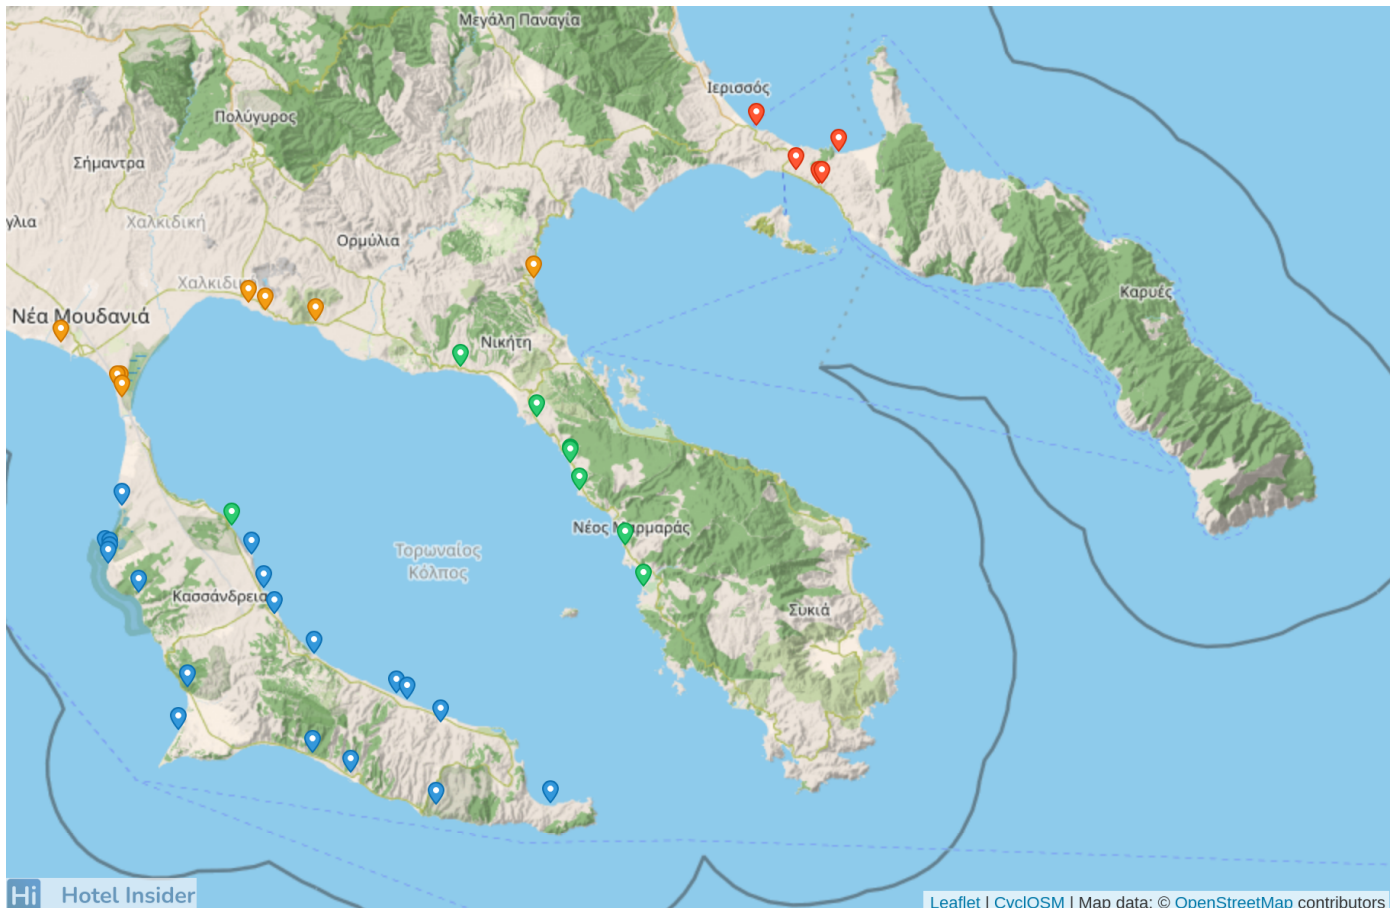 Μεγάλη Παναγία
Ιερισσός
Πολύγυρος
Σήμαντρα
γλια
Χαλκιδική
Ορμύλια
Χαλκιδι
Καρυές
Νέα Μουδανιά
Νικήτη
Νέος Μαρμαράς
Τορωναίος
Κόλπος
Κασσάνδρεια
Συκιά
Hi Hotel Insider
Leaflet | CyclOSM | Map data: © OpenStreetMap contributors